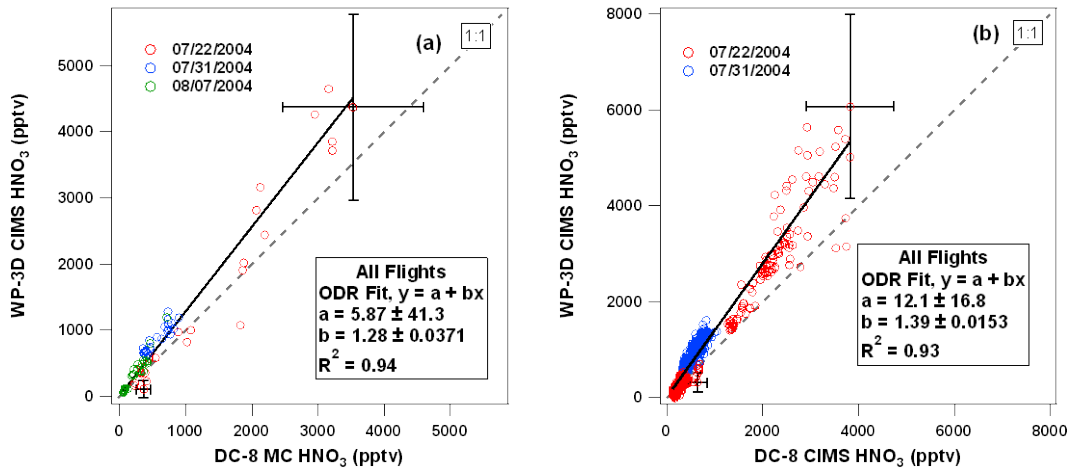 (a)
1:1
07/22/2004
07/31/2004
08/07/2004
5000
4000
3000
2000
1000
0
WP-3D CIMS HNO3 (pptv)
All Flights
ODR Fit, y = a + bx
a = 5.87 ± 41.3
b = 1.28 ± 0.0371
R2 = 0.94
0 1000 2000 3000 4000 5000
DC-8 MC HNO3 (pptv)
(b)
1:1
07/22/2004
07/31/2004
8000
6000
4000
2000
0
WP-3D CIMS HNO3 (pptv)
All Flights
ODR Fit, y = a + bx
a = 12.1 ± 16.8
b = 1.39 ± 0.0153
R2 = 0.93
0 2000 4000 6000 8000
DC-8 CIMS HNO3 (pptv)